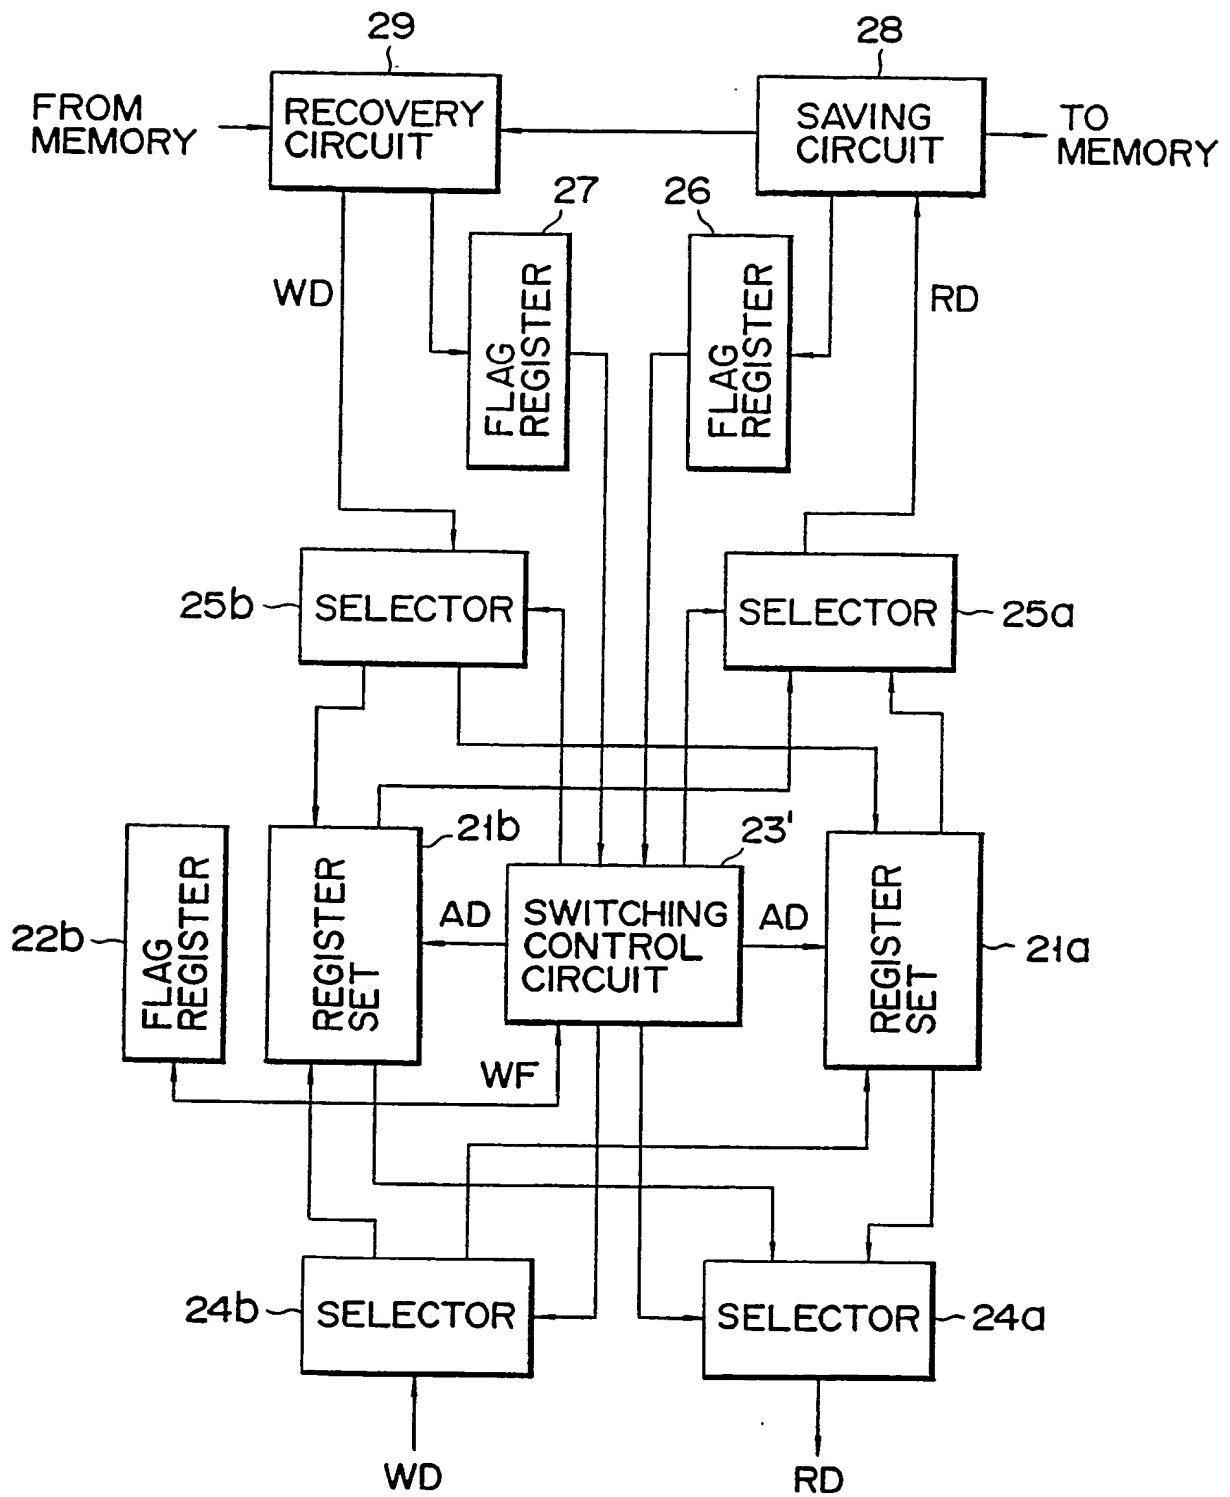 29
28
FROM
MEMORY
RECOVERY
CIRCUIT
SAVING
CIRCUIT
TO
MEMORY
27
26
WD
FLAG
REGISTER
FLAG
REGISTER
RD
25b
SELECTOR
SELECTOR
25a
21b
23'
22b
FLAG
REGISTER
REGISTER
SET
AD
SWITCHING
CONTROL
CIRCUIT
AD
REGISTER
SET
21a
WF
24b
SELECTOR
SELECTOR
24a
WD
RD